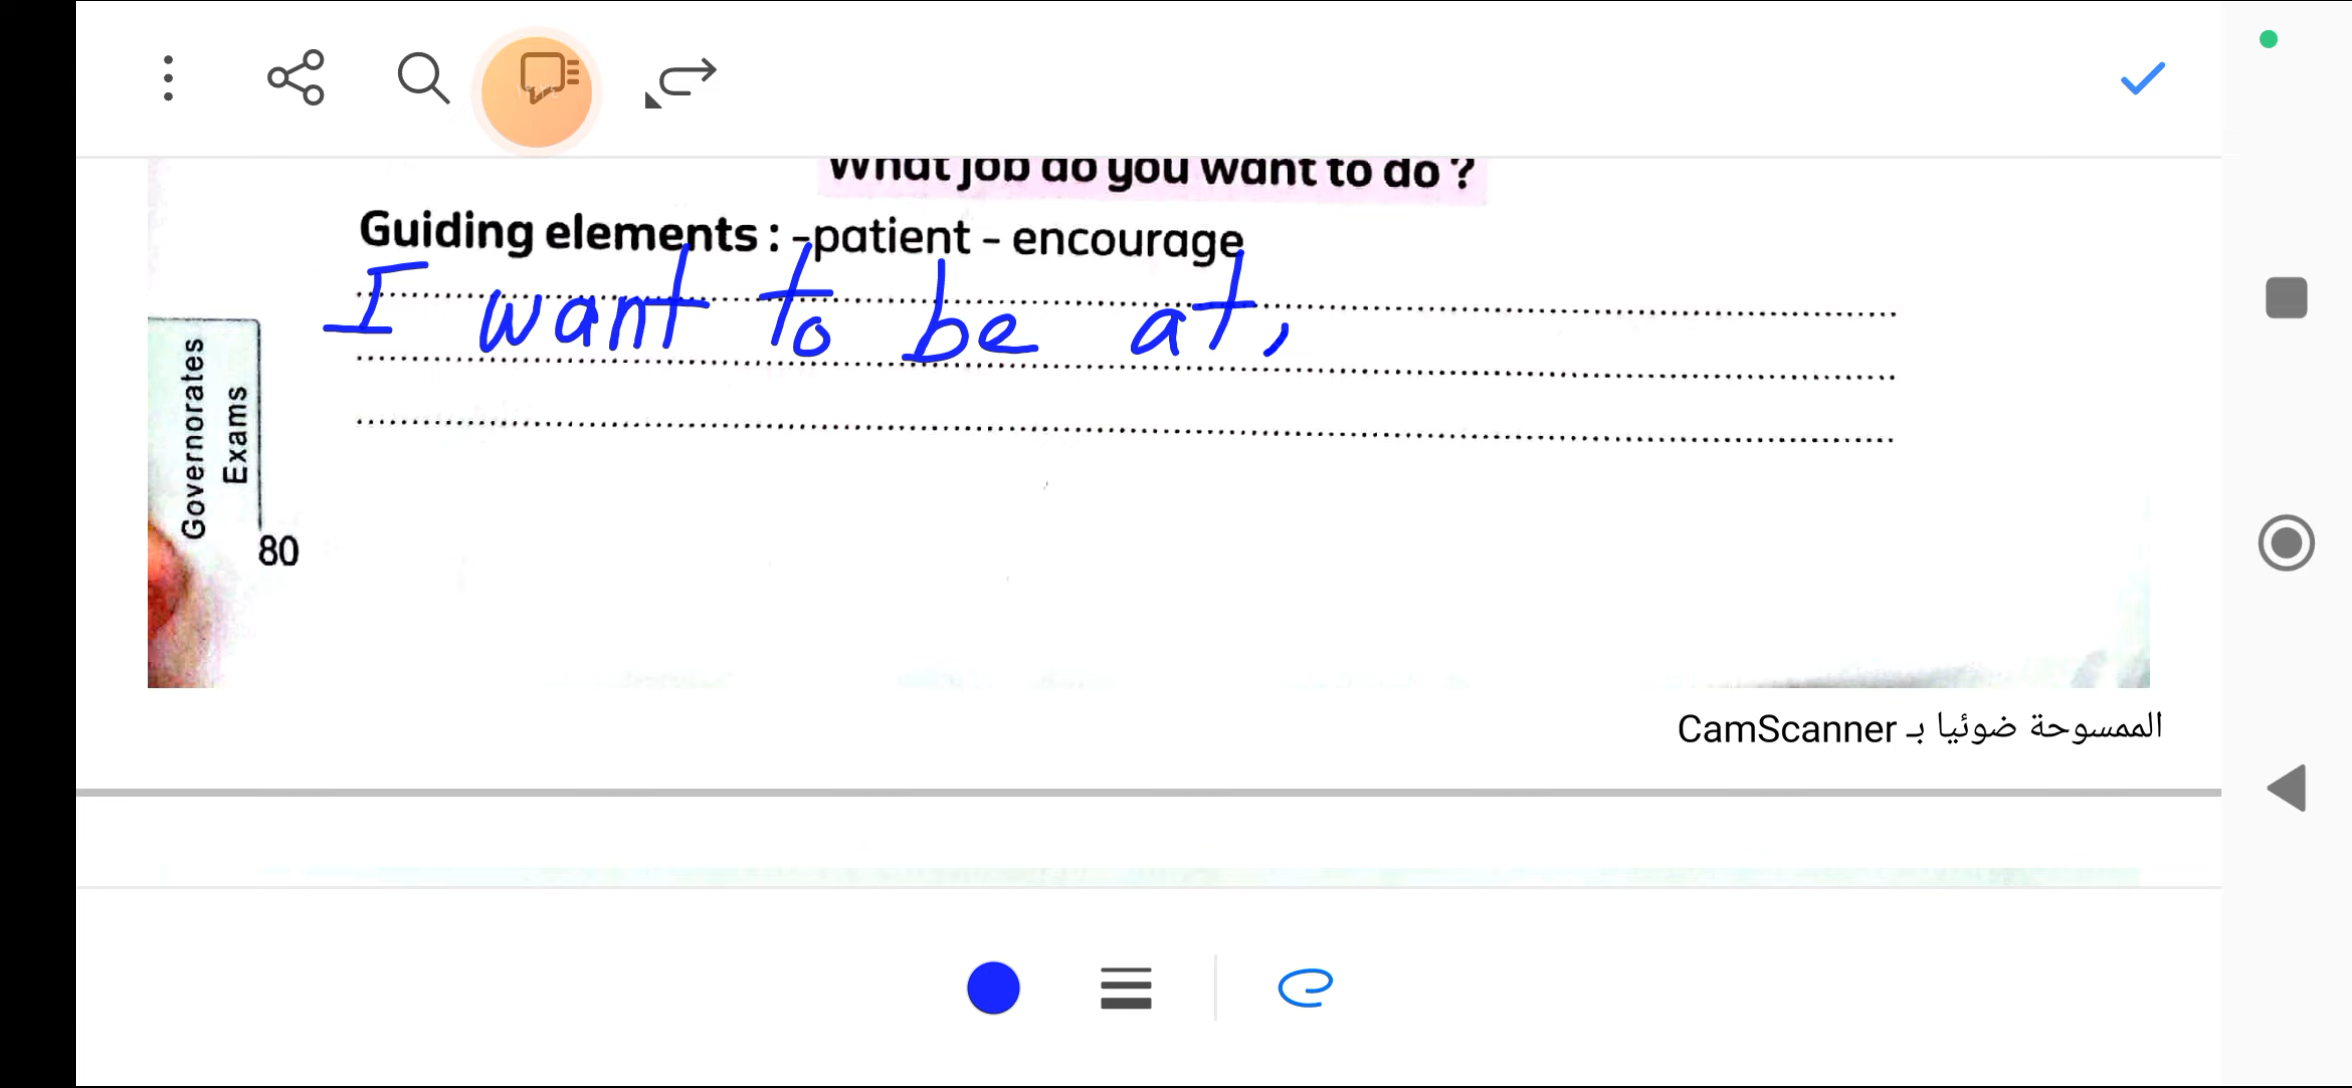 What job do you want to do ?
Guiding elements : -patient - encourage
I want to be at,
Governorates
Exams
80
الممسوحة ضوئيا بـ CamScanner